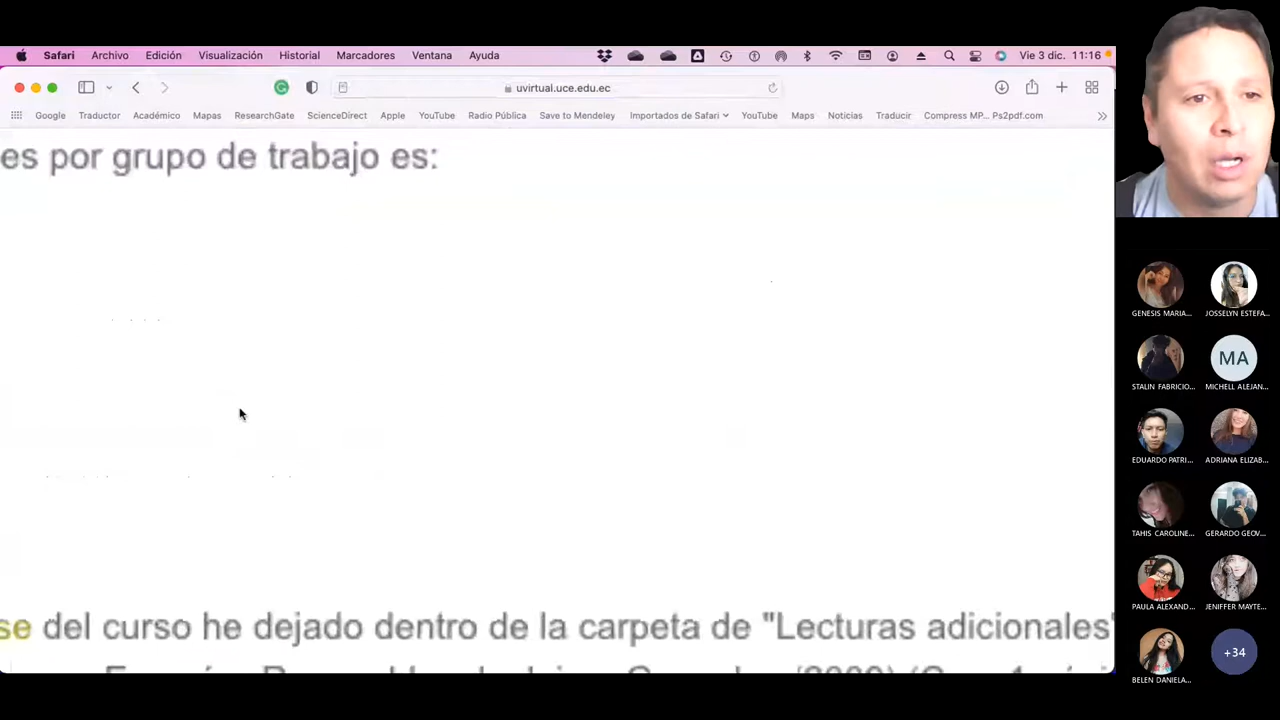 Safari Archivo Edición Visualización Historial Marcadores Ventana Ayuda Vie 3 dic. 11:16
uvirtual.uce.edu.ec
Google Traductor Académico Mapas ResearchGate ScienceDirect Apple YouTube Radio Pública Save to Mendeley Importados de Safari YouTube Maps Noticias Traducir Compress MP... Ps2pdf.com
es por grupo de trabajo es:
se del curso he dejado dentro de la carpeta de "Lecturas adicionales"
GENESIS MARIA... JOSSELYN ESTEFA...
MA
STALIN FABRICIO... MICHELL ALEJAN...
EDUARDO PATRI... ADRIANA ELIZAB...
TAHIS CAROLINE... GERARDO GEOV...
PAULA ALEXAND... JENIFFER MAYTE...
+34
BELEN DANIELA...